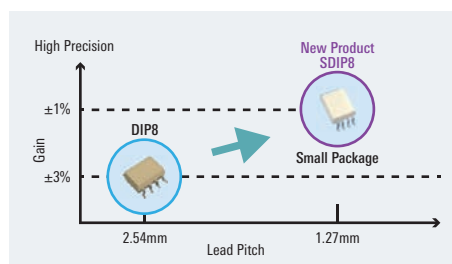 High Precision
New Product
SDIP8
±1%
DIP8
Gain
Small Package
±3%
2.54mm
1.27mm
Lead Pitch